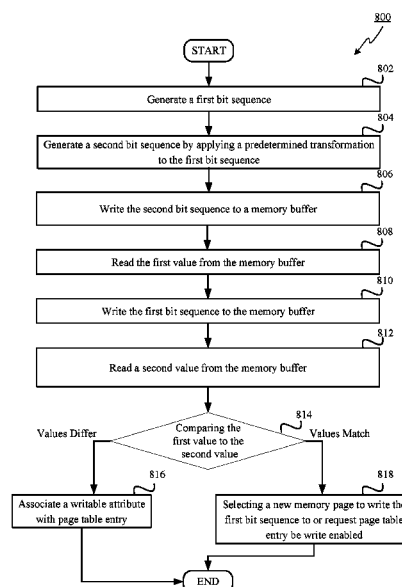 800
START
802
Generate a first bit sequence
804
Generate a second bit sequence by applying a predetermined transformation
to the first bit sequence
806
Write the second bit sequence to a memory buffer
808
Read the first value from the memory buffer
810
Write the first bit sequence to the memory buffer
812
Read a second value from the memory buffer
814
Comparing the
first value to the
second value
Values Differ
Values Match
816
Associate a writable attribute
with page table entry
818
Selecting a new memory page to write the
first bit sequence to or request page table
entry be write enabled
END